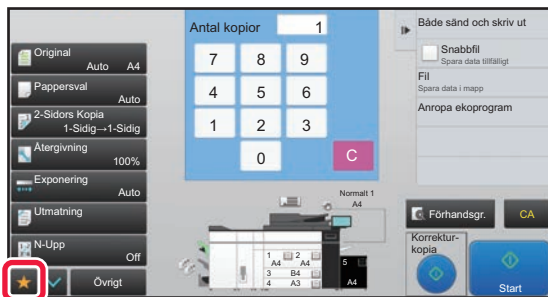 Original
Auto A4
Pappersval
Auto
2-Sidors Kopia
1-Sidig→1-Sidig
Återgivning
100%
Exponering
Auto
Utmatning
N-Upp
Off
Övrigt
Antal kopior 1
7 8 9
4 5 6
1 2 3
0 C
Normalt 1
A4
1 2
A4 A4
3 B4
4 A3
5
A4
Både sänd och skriv ut
Snabbfil
Spara data tillfälligt
Fil
Spara data i mapp
Anropa ekoprogram
Förhandsgr. CA
Korrektur-
kopia
Start